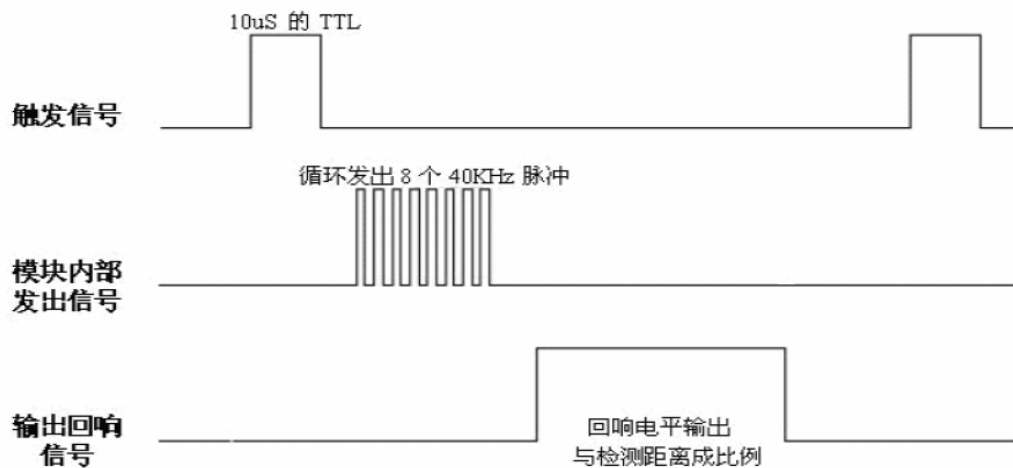 10uS 的 TTL
触发信号
循环发出 8 个 40KHz 脉冲
模块内部
发出信号
输出回响
信号
回响电平输出
与检测距离成比例